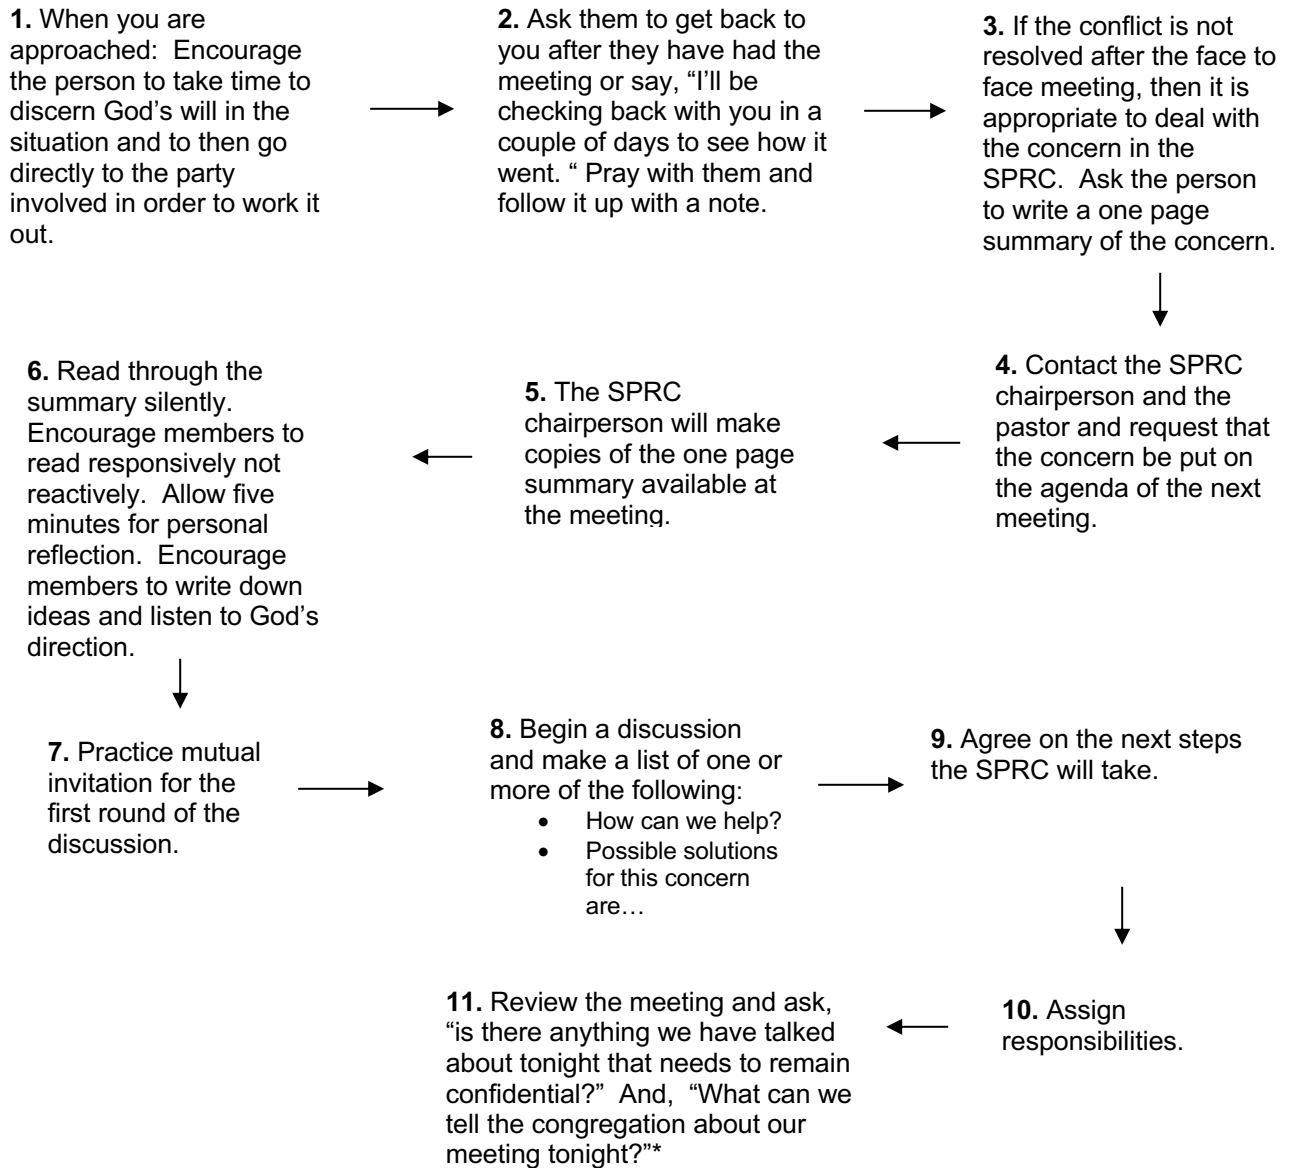 1. When you are
approached:  Encourage
the person to take time to
discern God’s will in the
situation and to then go
directly to the party
involved in order to work it
out.
2. Ask them to get back to
you after they have had the
meeting or say, “I’ll be
checking back with you in a
couple of days to see how it
went. “ Pray with them and
follow it up with a note.
3. If the conflict is not
resolved after the face to
face meeting, then it is
appropriate to deal with
the concern in the
SPRC.  Ask the person
to write a one page
summary of the concern.
4. Contact the SPRC
chairperson and the
pastor and request that
the concern be put on
the agenda of the next
meeting.
5. The SPRC
chairperson will make
copies of the one page
summary available at
the meeting.
6. Read through the
summary silently.
Encourage members to
read responsively not
reactively.  Allow five
minutes for personal
reflection.  Encourage
members to write down
ideas and listen to God’s
direction.
7. Practice mutual
invitation for the
first round of the
discussion.
8. Begin a discussion
and make a list of one or
more of the following:
• How can we help?
• Possible solutions
for this concern
are…
9. Agree on the next steps
the SPRC will take.
10. Assign
responsibilities.
11. Review the meeting and ask,
“is there anything we have talked
about tonight that needs to remain
confidential?”  And,  “What can we
tell the congregation about our
meeting tonight?”*